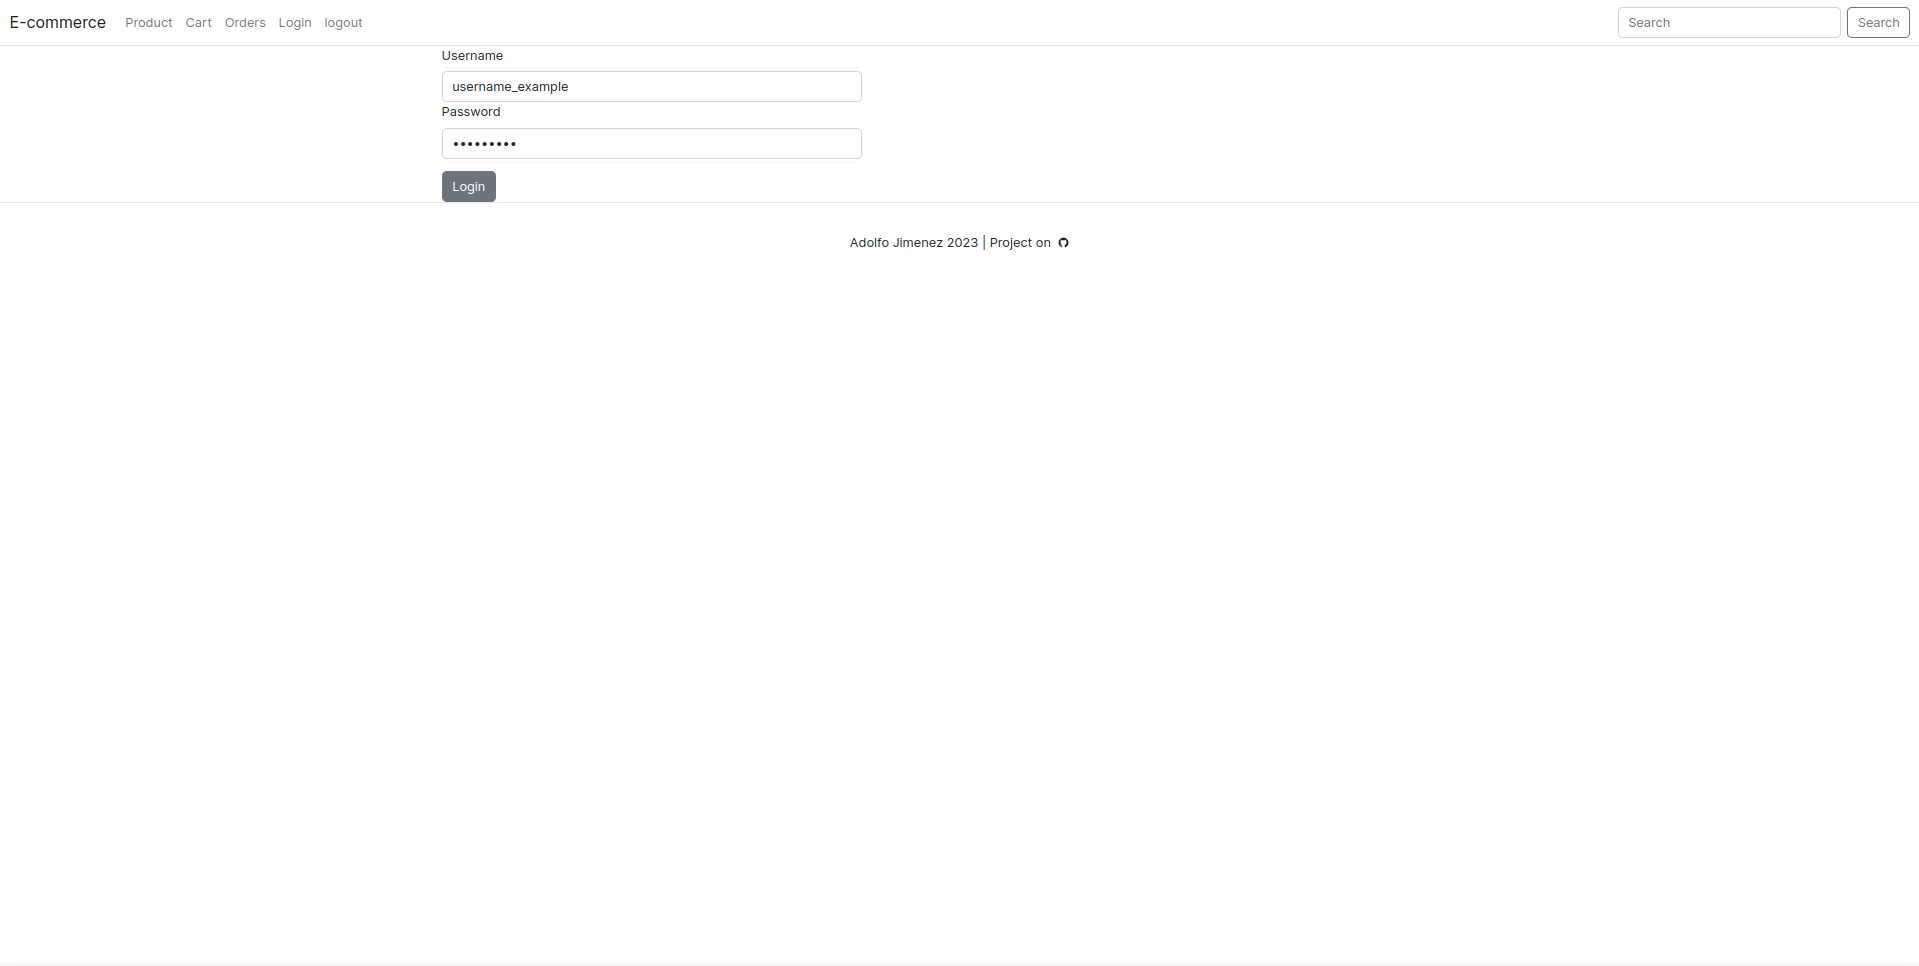 E-commerce Product Cart Orders Login logout Search Search
Username
username_example
Password
•••••••••
Login
Adolfo Jimenez 2023 | Project on